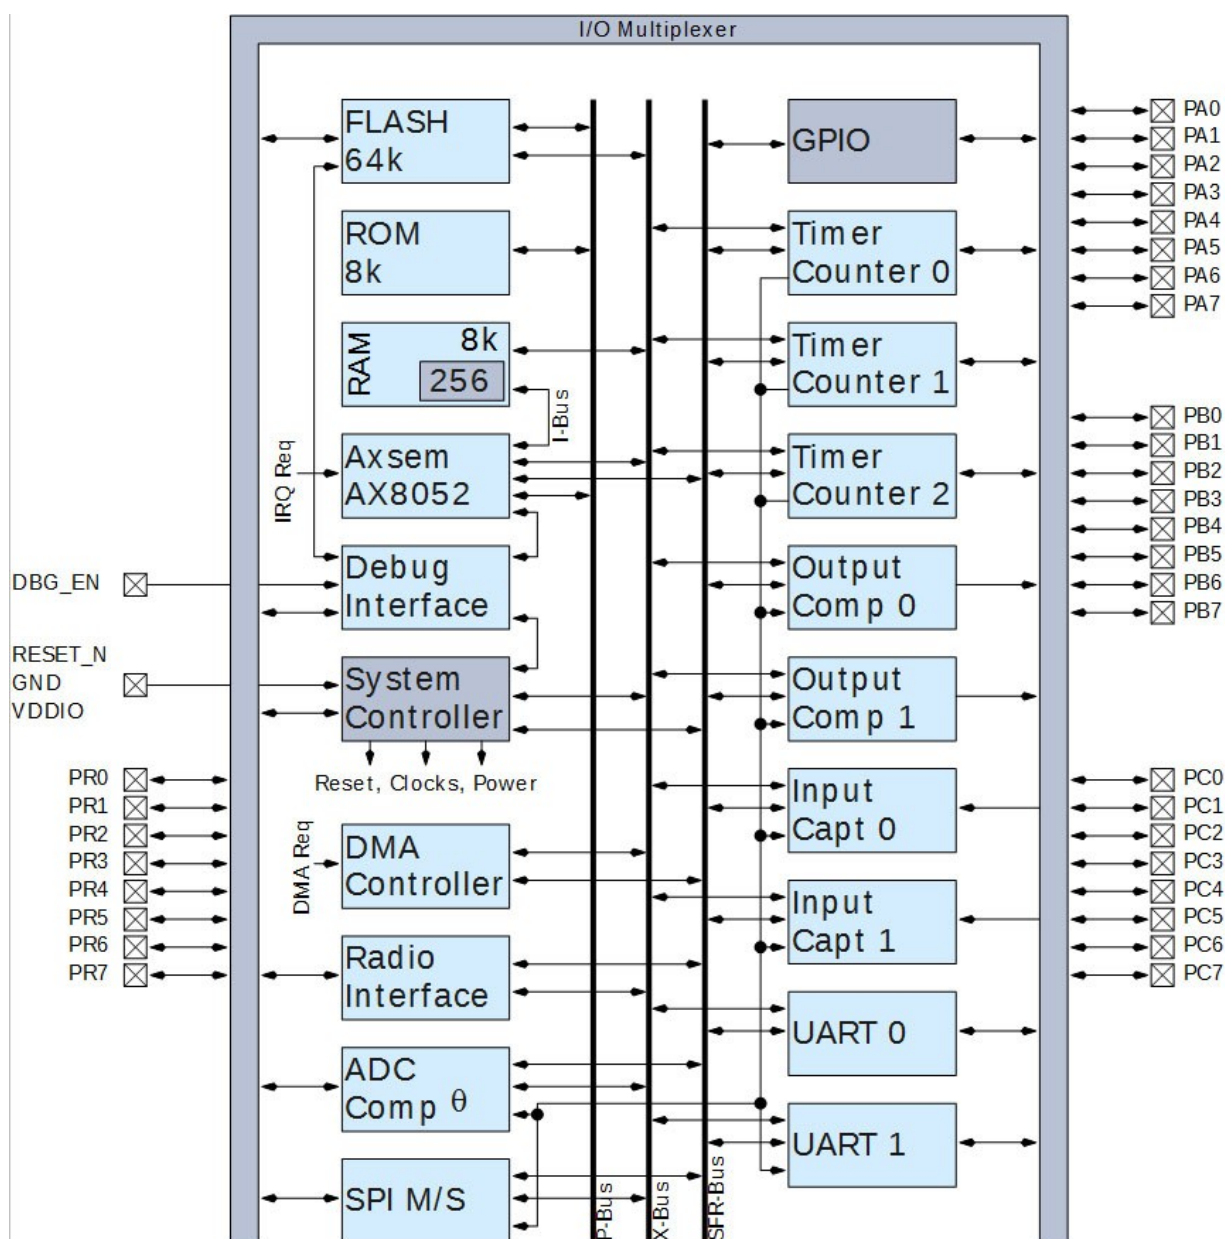 I/O Multiplexer
FLASH
64k
ROM
8k
RAM
8k
256
I-Bus
IRQ Req
Axsem
AX8052
DBG_EN
Debug
Interface
RESET_N
GND
VDDIO
System
Controller
Reset, Clocks, Power
PR0
PR1
PR2
PR3
PR4
PR5
PR6
PR7
DMA Req
DMA
Controller
Radio
Interface
ADC
Comp θ
SPI M/S
P-Bus
X-Bus
SFR-Bus
GPIO
Timer
Counter 0
Timer
Counter 1
Timer
Counter 2
Output
Comp 0
Output
Comp 1
Input
Capt 0
Input
Capt 1
UART 0
UART 1
PA0
PA1
PA2
PA3
PA4
PA5
PA6
PA7
PB0
PB1
PB2
PB3
PB4
PB5
PB6
PB7
PC0
PC1
PC2
PC3
PC4
PC5
PC6
PC7